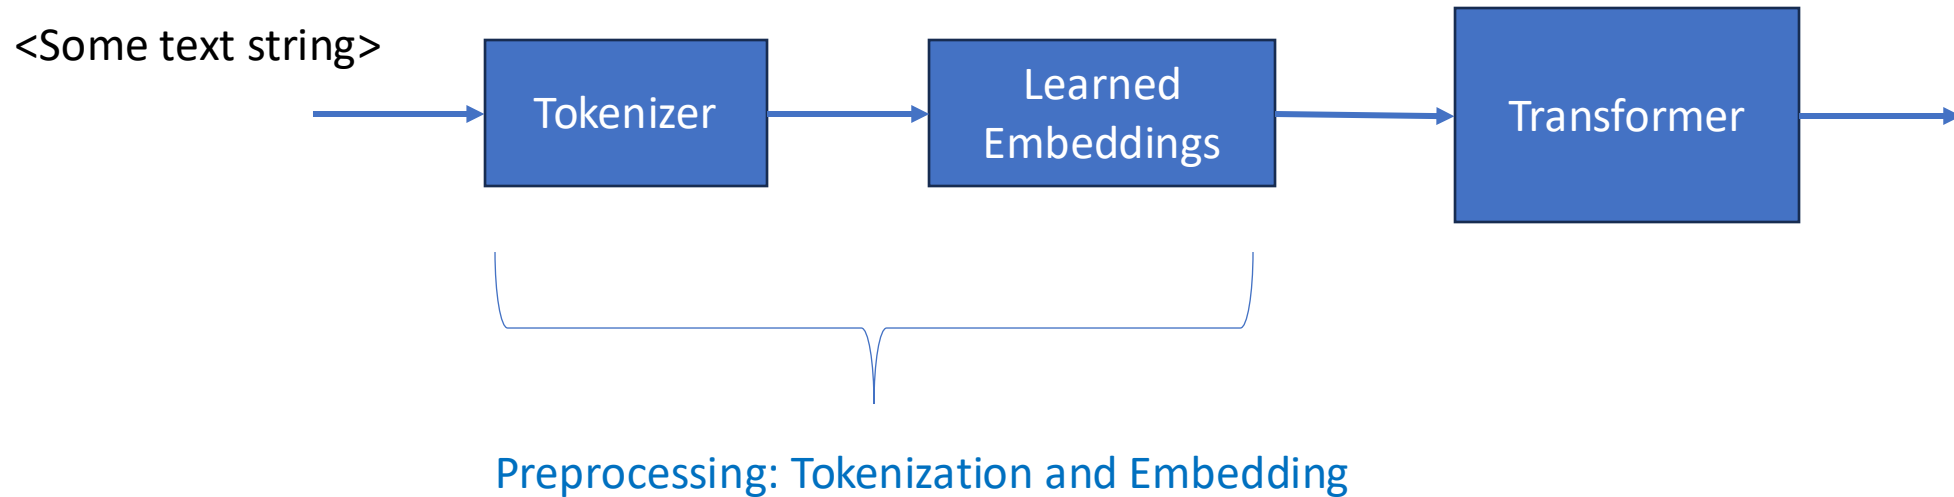 <Some text string>
Tokenizer
Learned
Embeddings
Transformer
Preprocessing: Tokenization and Embedding